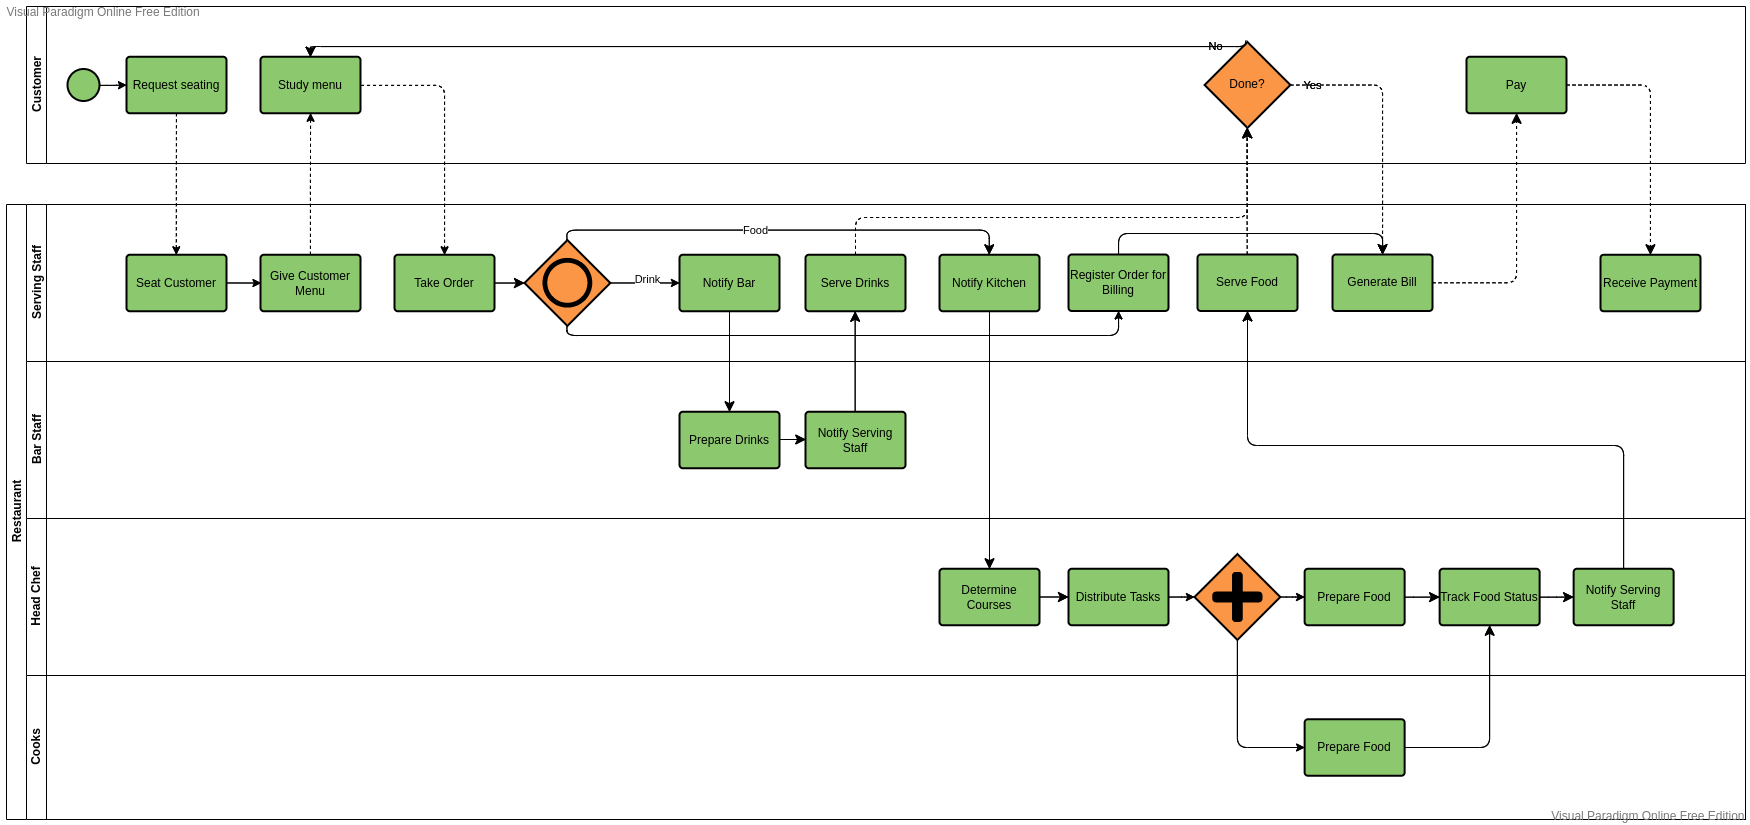 Visual Paradigm Online Free Edition
Customer
Request seating
Study menu
No
Done?
Yes
Pay
Restaurant
Serving Staff
Food
Seat Customer
Give Customer
Menu
Take Order
Drink
Notify Bar
Serve Drinks
Notify Kitchen
Register Order for
Billing
Serve Food
Generate Bill
Receive Payment
Bar Staff
Prepare Drinks
Notify Serving
Staff
Head Chef
Determine
Courses
Distribute Tasks
Prepare Food
Track Food Status
Notify Serving
Staff
Cooks
Prepare Food
Visual Paradigm Online Free Edition